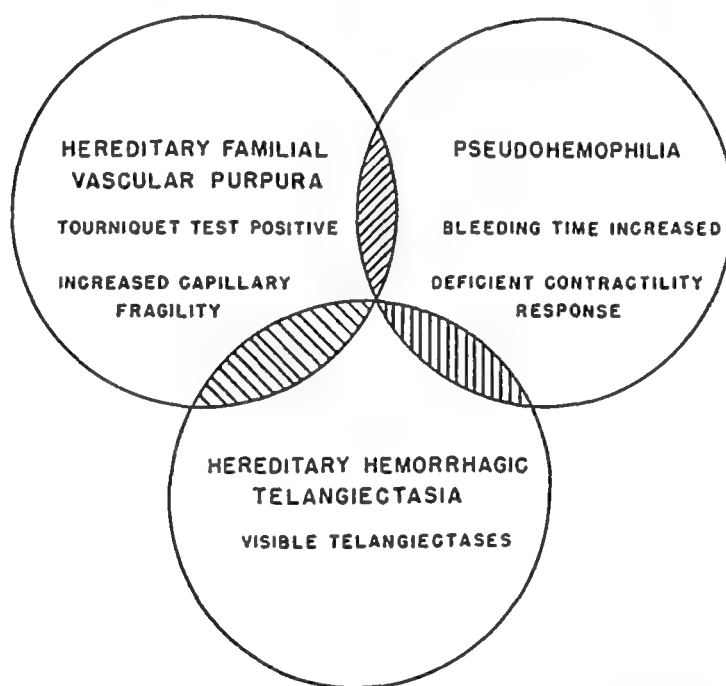 HEREDITARY FAMILIAL
VASCULAR PURPURA
TOURNIQUET TEST POSITIVE
INCREASED CAPILLARY
FRAGILITY
PSEUDOHEMOPHILIA
BLEEDING TIME INCREASED
DEFICIENT CONTRACTILITY
RESPONSE
HEREDITARY HEMORRHAGIC
TELANGIECTASIA
VISIBLE TELANGIECTASES